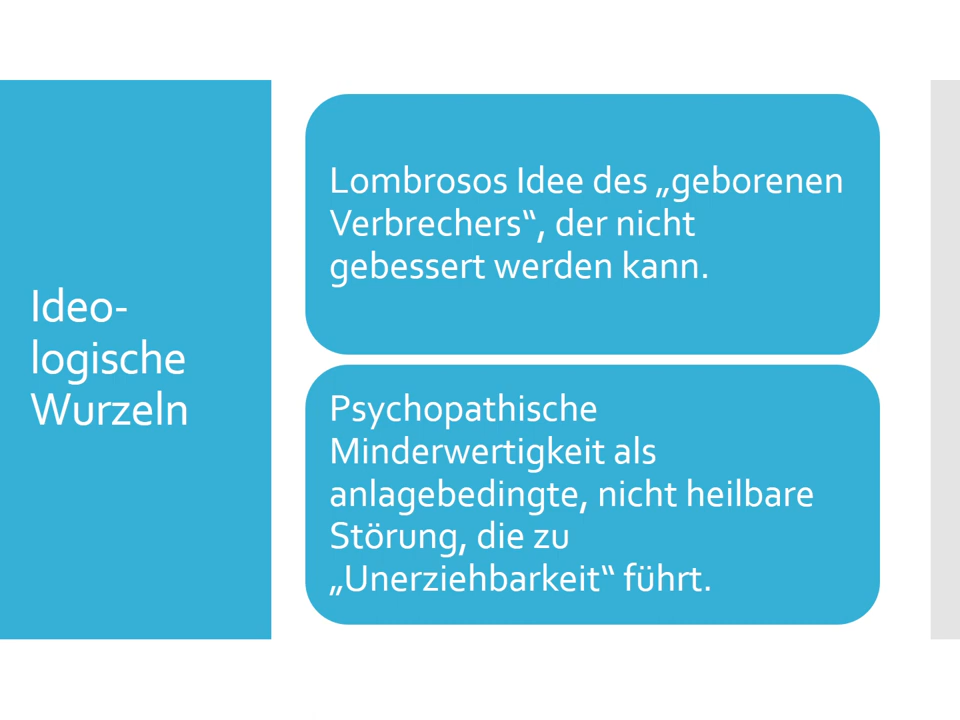 Ideo-
logische
Wurzeln
Lombrosos Idee des „geborenen
Verbrechers“, der nicht
gebessert werden kann.
Psychopathische
Minderwertigkeit als
anlagebedingte, nicht heilbare
Störung, die zu
„Unerziehbarkeit“ führt.